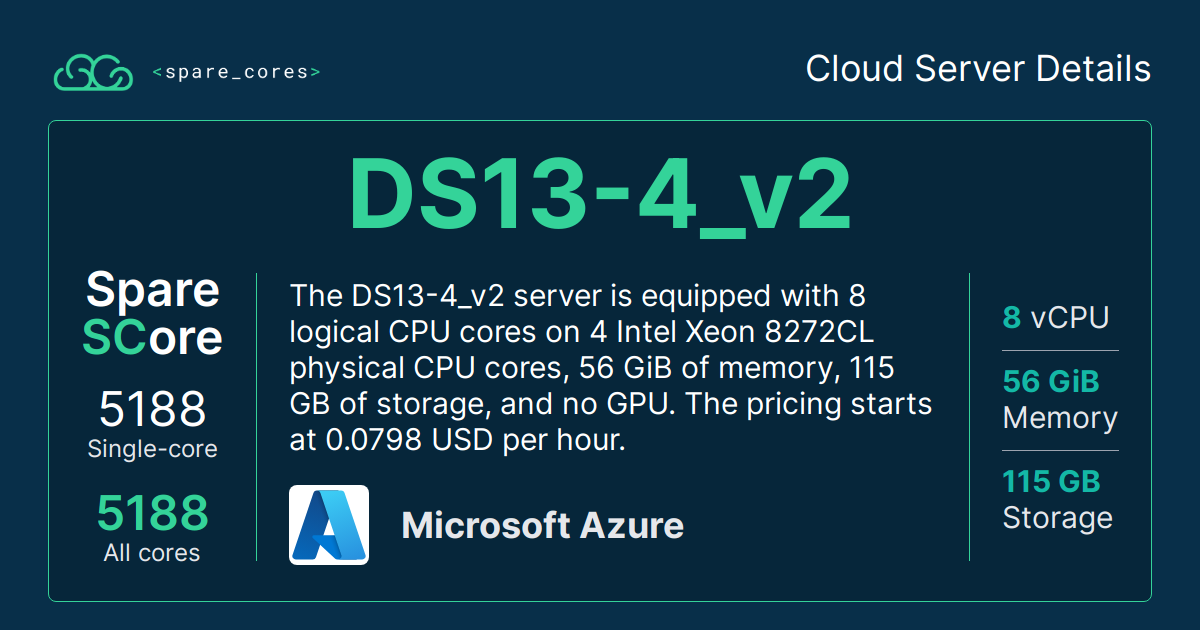 <spare_cores>
Cloud Server Details
DS13-4_v2
Spare
SCore
5188
Single-core
5188
All cores
The DS13-4_v2 server is equipped with 8
logical CPU cores on 4 Intel Xeon 8272CL
physical CPU cores, 56 GiB of memory, 115
GB of storage, and no GPU. The pricing starts
at 0.0798 USD per hour.
Microsoft Azure
8 vCPU
56 GiB
Memory
115 GB
Storage